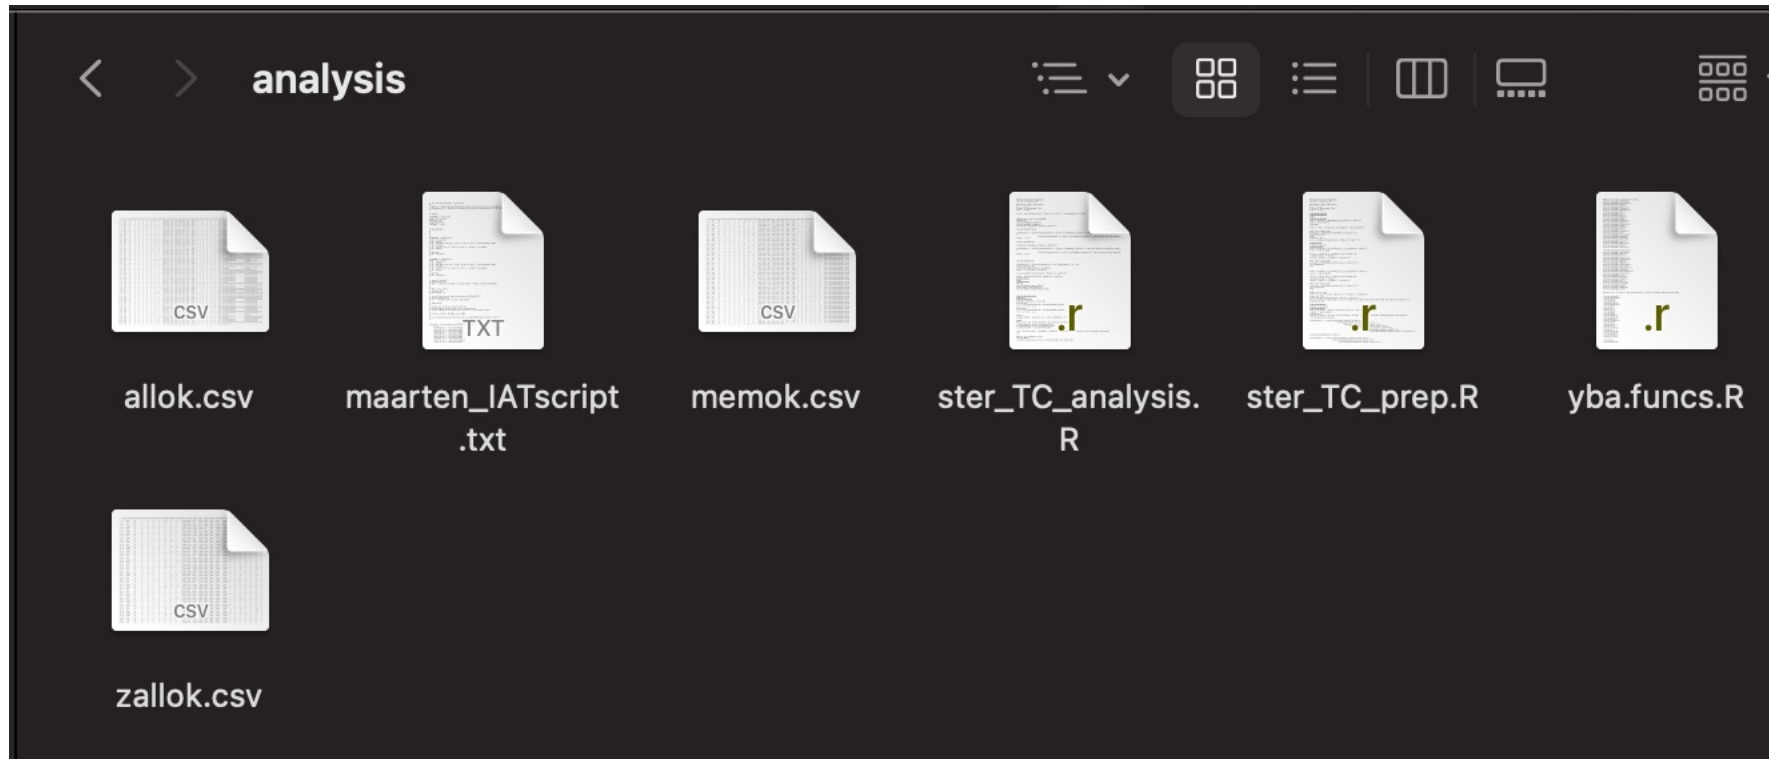 analysis
CSV
TXT
CSV
.r
.r
.r
allok.csv
maarten_IATscript
.txt
memok.csv
ster_TC_analysis.
R
ster_TC_prep.R
yba.funcs.R
CSV
zallok.csv